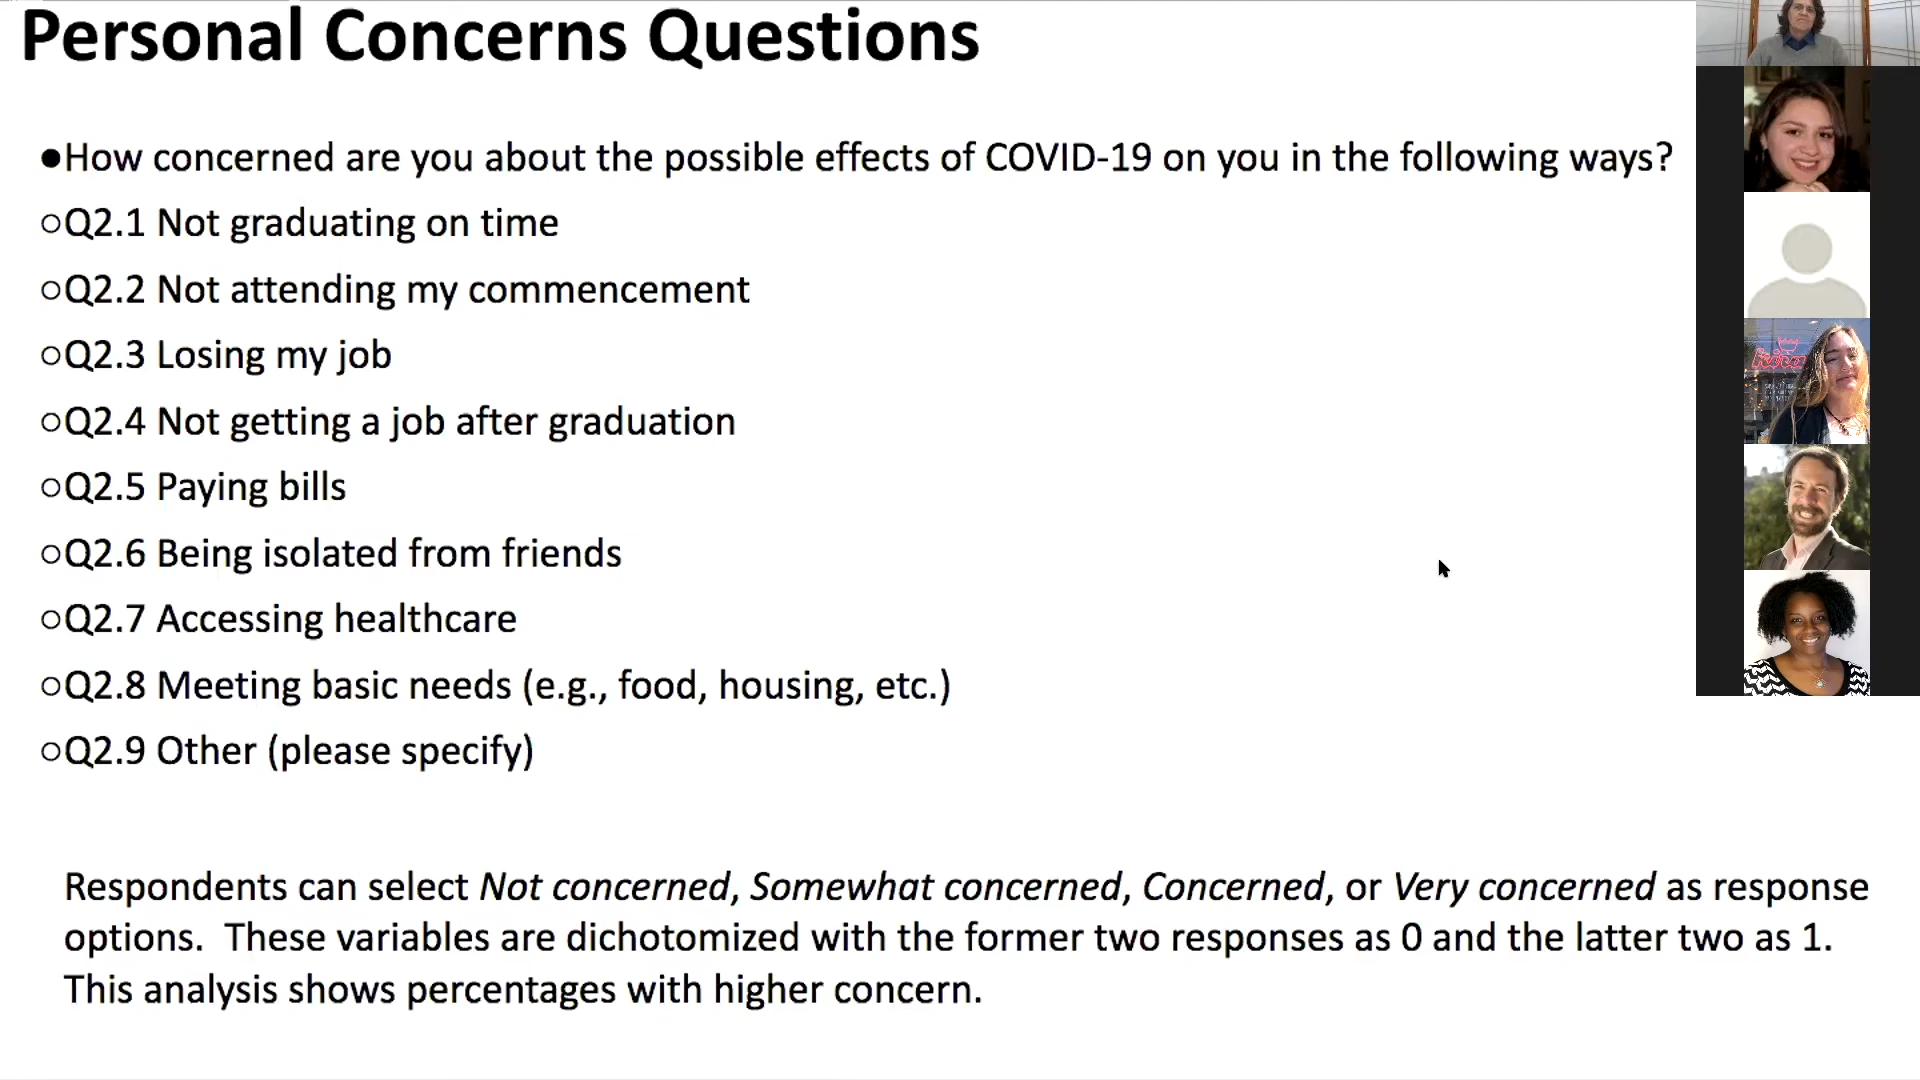 Personal Concerns Questions
●How concerned are you about the possible effects of COVID-19 on you in the following ways?
○Q2.1 Not graduating on time
○Q2.2 Not attending my commencement
○Q2.3 Losing my job
○Q2.4 Not getting a job after graduation
○Q2.5 Paying bills
○Q2.6 Being isolated from friends
○Q2.7 Accessing healthcare
○Q2.8 Meeting basic needs (e.g., food, housing, etc.)
○Q2.9 Other (please specify)
Respondents can select Not concerned, Somewhat concerned, Concerned, or Very concerned as response
options.  These variables are dichotomized with the former two responses as 0 and the latter two as 1.
This analysis shows percentages with higher concern.